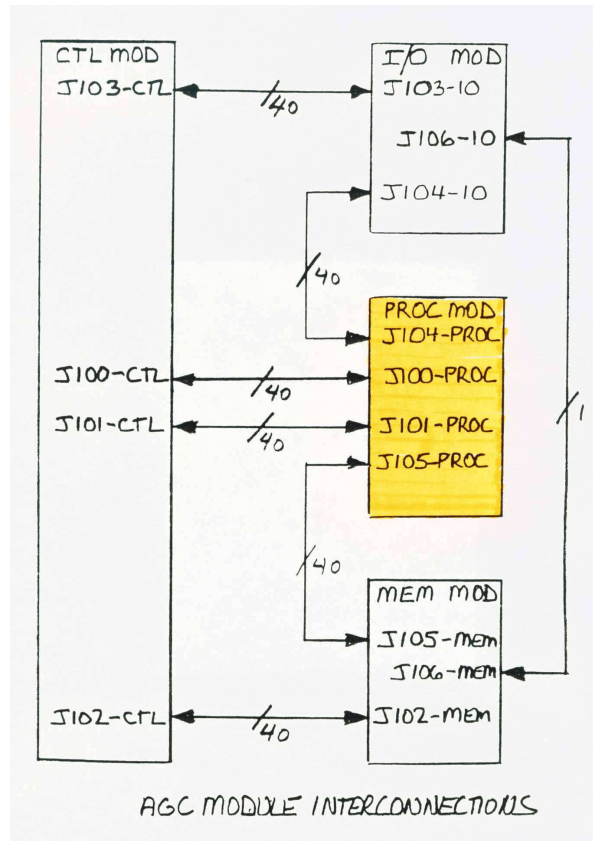 CTL MOD
J103-CTL
J100-CTL
J101-CTL
J102-CTL
I/O MOD
J103-IO
J106-IO
J104-IO
PROC MOD
J104-PROC
J100-PROC
J101-PROC
J105-PROC
MEM MOD
J105-MEM
J106-MEM
J102-MEM
40
40
40
40
40
40
1
AGC MODULE INTERCONNECTIONS